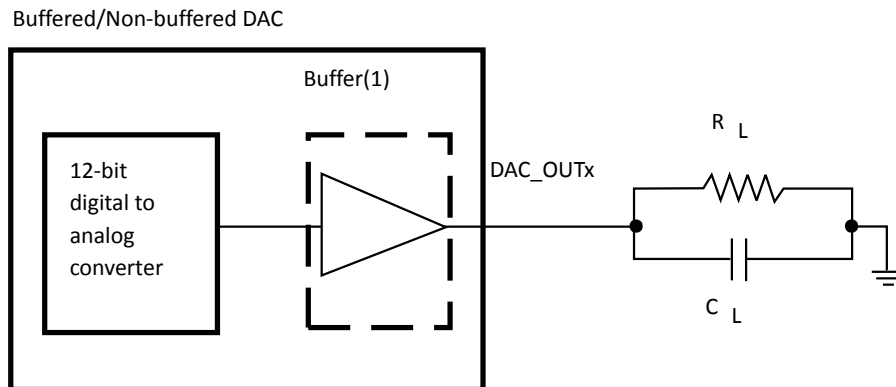 Buffered/Non-buffered DAC
Buffer(1)
12-bit
digital to
analog
converter
DAC_OUTx
R L
C L